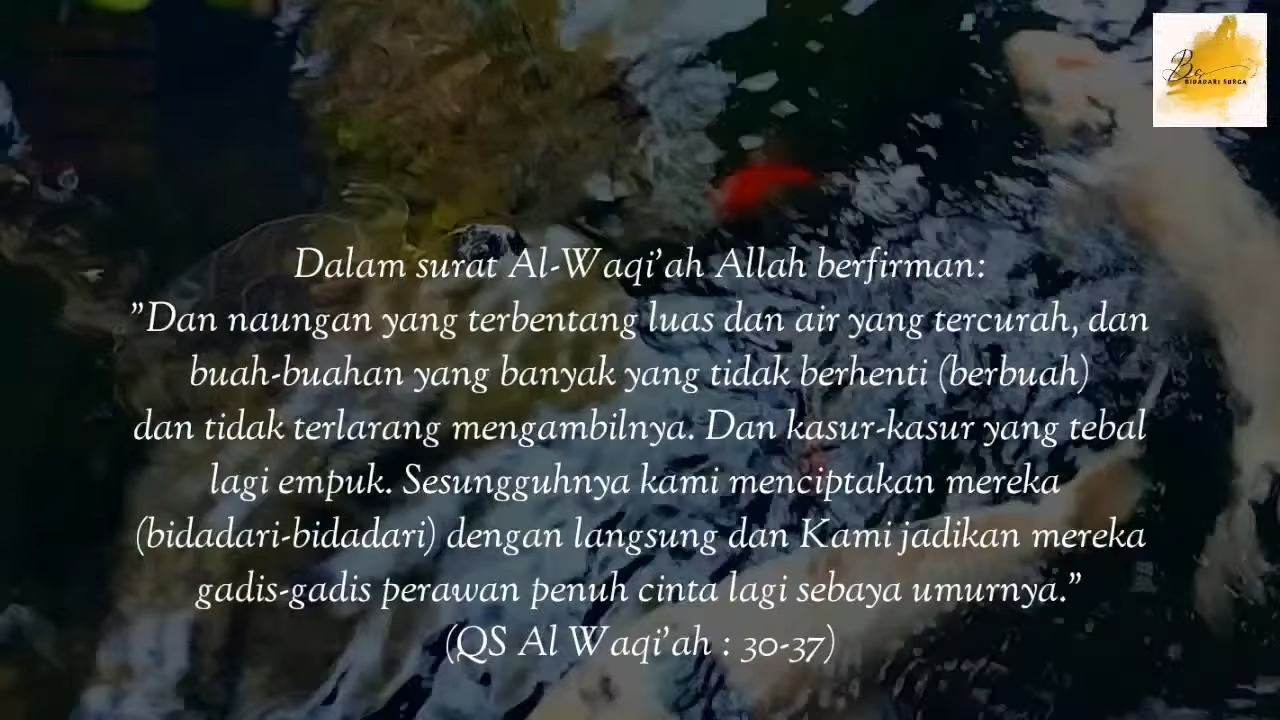 Bs
BIDADARI SURGA
Dalam surat Al-Waqi’ah Allah berfirman:
”Dan naungan yang terbentang luas dan air yang tercurah, dan
buah-buahan yang banyak yang tidak berhenti (berbuah)
dan tidak terlarang mengambilnya. Dan kasur-kasur yang tebal
lagi empuk. Sesungguhnya kami menciptakan mereka
(bidadari-bidadari) dengan langsung dan Kami jadikan mereka
gadis-gadis perawan penuh cinta lagi sebaya umurnya.”
(QS Al Waqi’ah : 30-37)